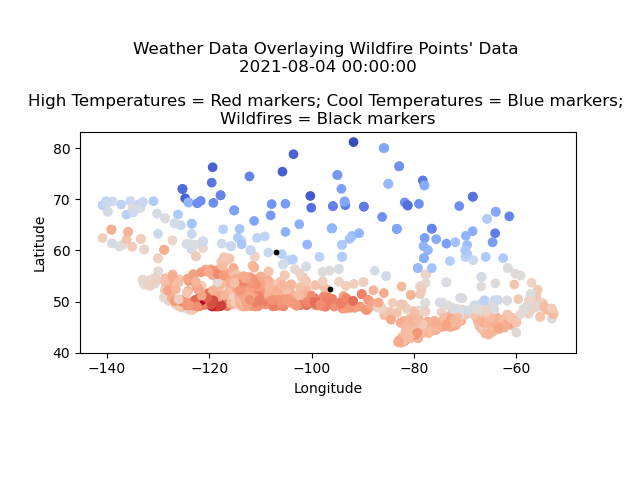 Weather Data Overlaying Wildfire Points' Data
2021-08-04 00:00:00
High Temperatures = Red markers; Cool Temperatures = Blue markers;
Wildfires = Black markers
80
70
60
50
40
Latitude
−140 −120 −100 −80 −60
Longitude